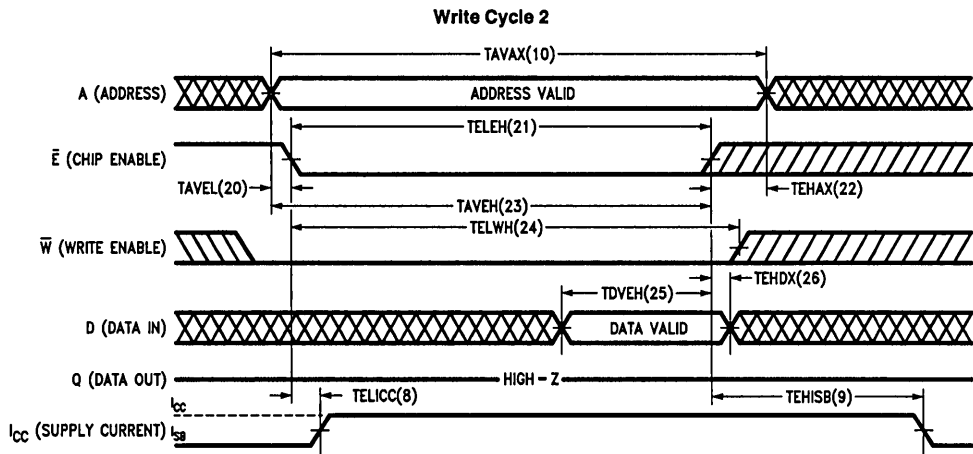 Write Cycle 2
TAVAX(10)
A (ADDRESS)
ADDRESS VALID
TELEH(21)
E̅ (CHIP ENABLE)
TAVEL(20)
TEHAX(22)
TAVEH(23)
TELWH(24)
W̅ (WRITE ENABLE)
TEHDX(26)
TDVEH(25)
D (DATA IN)
DATA VALID
Q (DATA OUT)
HIGH - Z
TELICC(8)
TEHISB(9)
ICC
ICC (SUPPLY CURRENT) ISB